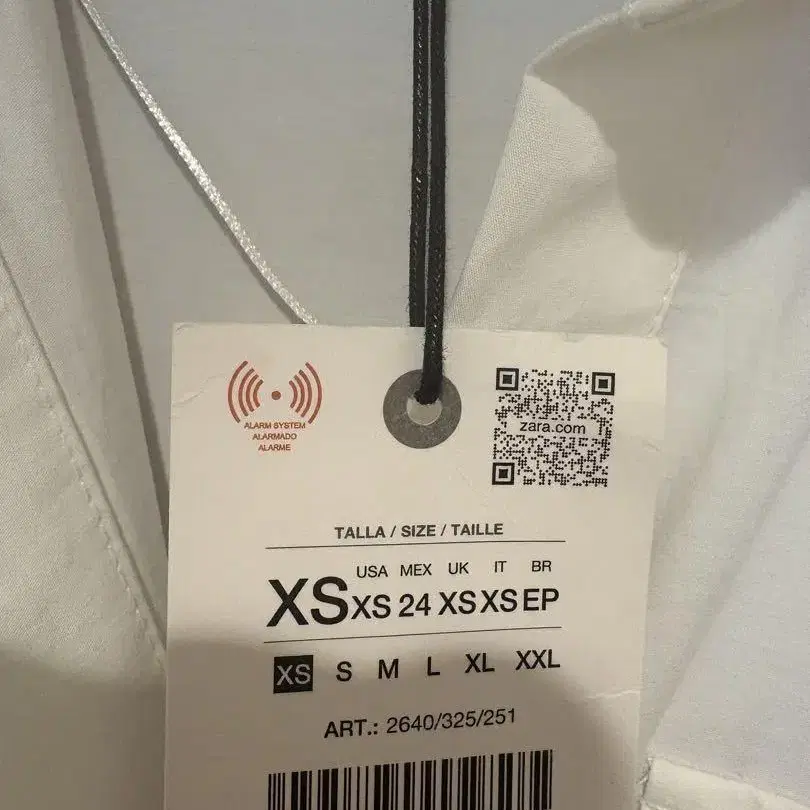 ALARM SYSTEM
ALARMADO
ALARME
zara.com
TALLA / SIZE / TAILLE
USA MEX UK IT BR
XS XS 24 XS XS EP
XS S M L XL XXL
ART.: 2640/325/251